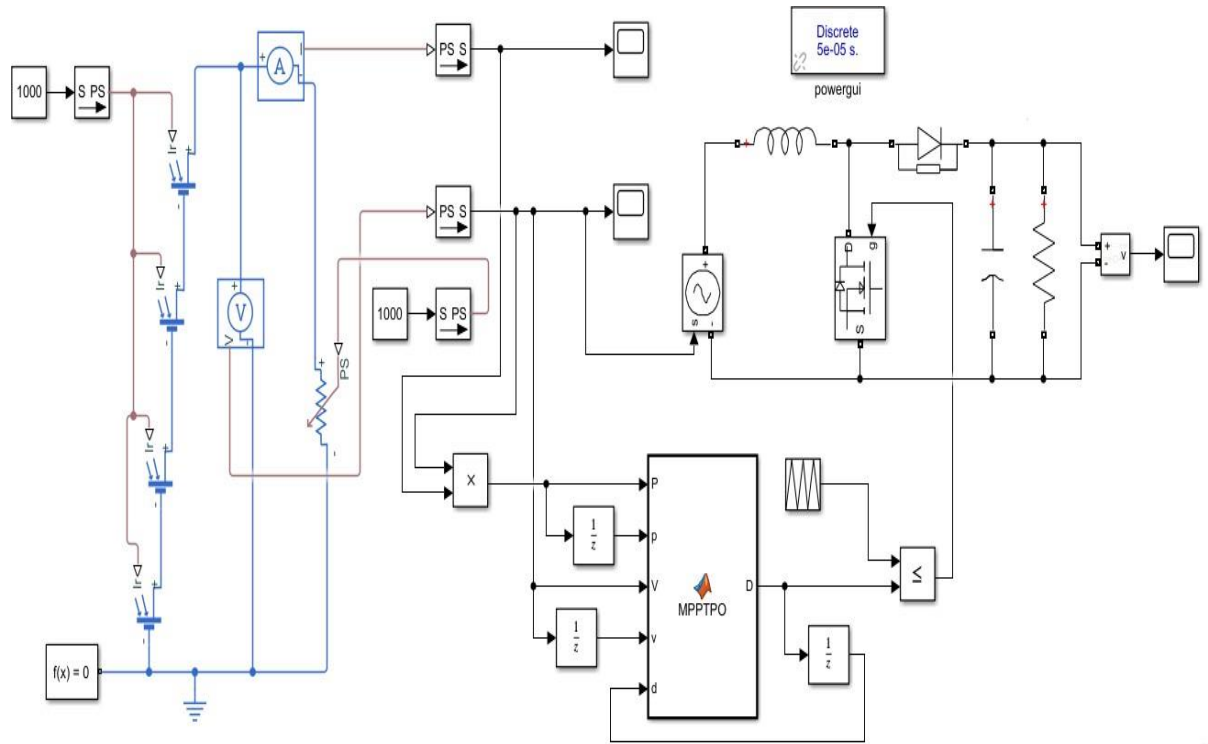 Discrete
5e-05 s.
powergui
1000
S PS
A
I
+
-
PS S
Ir
+
-
PS S
1000
S PS
V
+
-
V
PS
+
-
Ir
+
-
Ir
+
-
Ir
+
-
f(x) = 0
+
+
-
s
D
g
S
+
+
+
-
v
×
P
p
V
v
d
D
MPPTPO
1
z
1
z
1
z
≤